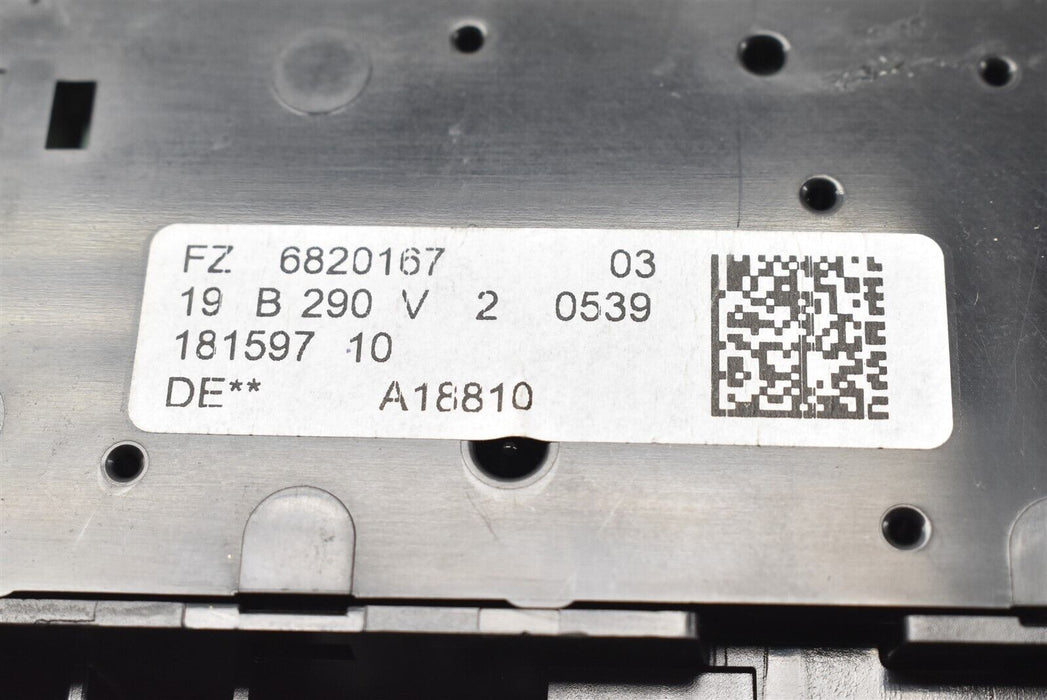 FZ 6820167 03
19 B 290 V 2 0539
181597 10
DE** A18810